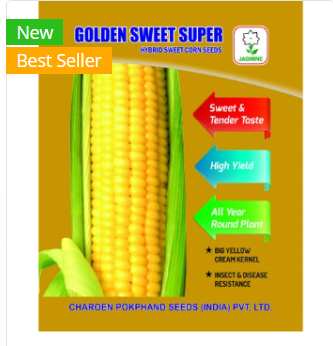 New
Best Seller
GOLDEN SWEET SUPER
HYBRID SWEET CORN SEEDS
JASMINE
Sweet &
Tender Taste
High Yield
All Year
Round Plant
★ BIG YELLOW
CREAM KERNEL
★ INSECT & DISEASE
RESISTANCE
CHAROEN POKPHAND SEEDS (INDIA) PVT. LTD.